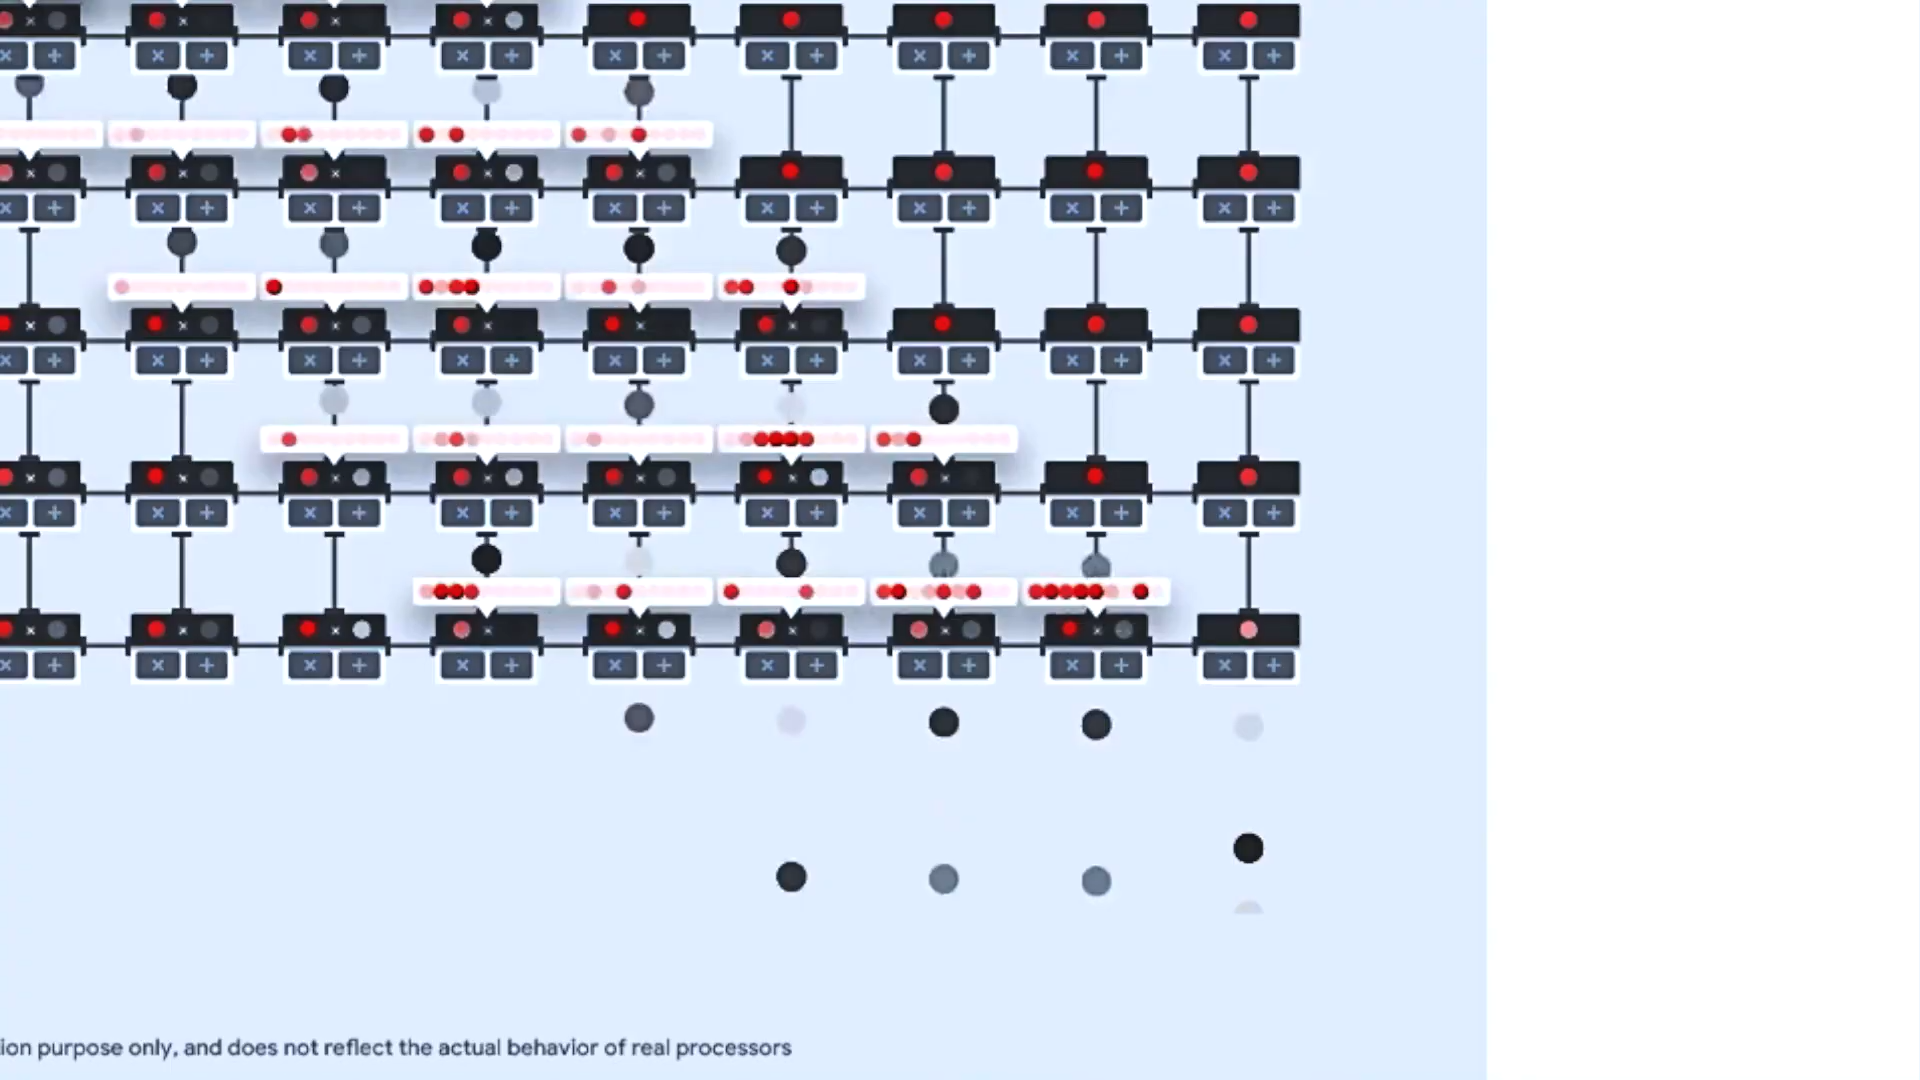 ion purpose only, and does not reflect the actual behavior of real processors